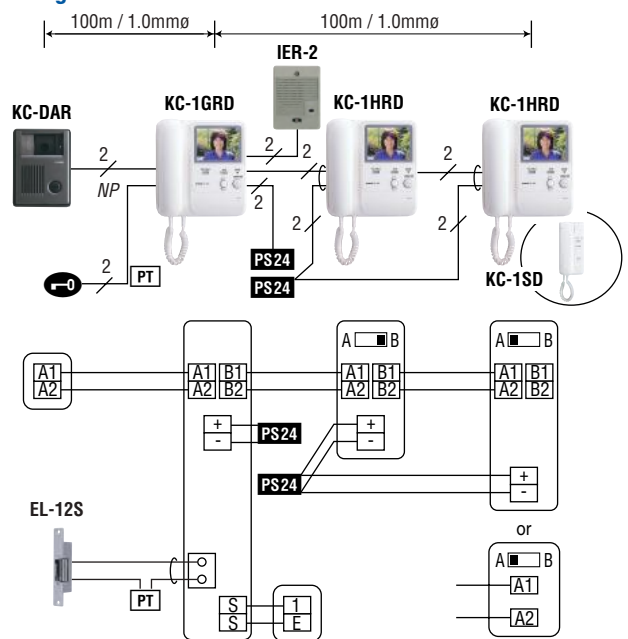 100m / 1.0mmø 100m / 1.0mmø
IER-2
KC-DAR KC-1GRD KC-1HRD KC-1HRD
2 2 2 2
NP 2
2 2
2 PT PS24
PS24 KC-1SD
A B A B
A1 A1 B1 A1 B1 A1 B1
A2 A2 B2 A2 B2 A2 B2
+ PS24 +
- -
PS24 +
-
EL-12S or
A B
A1
PT
A2
S 1
S E